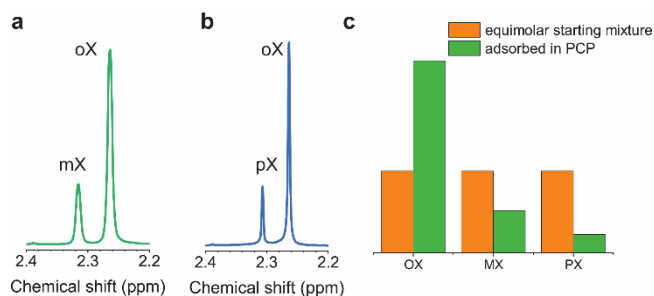 a
oX
mX
2.4 2.3 2.2
Chemical shift (ppm)
b
oX
pX
2.4 2.3 2.2
Chemical shift (ppm)
c
equimolar starting mixture
adsorbed in PCP
OX MX PX